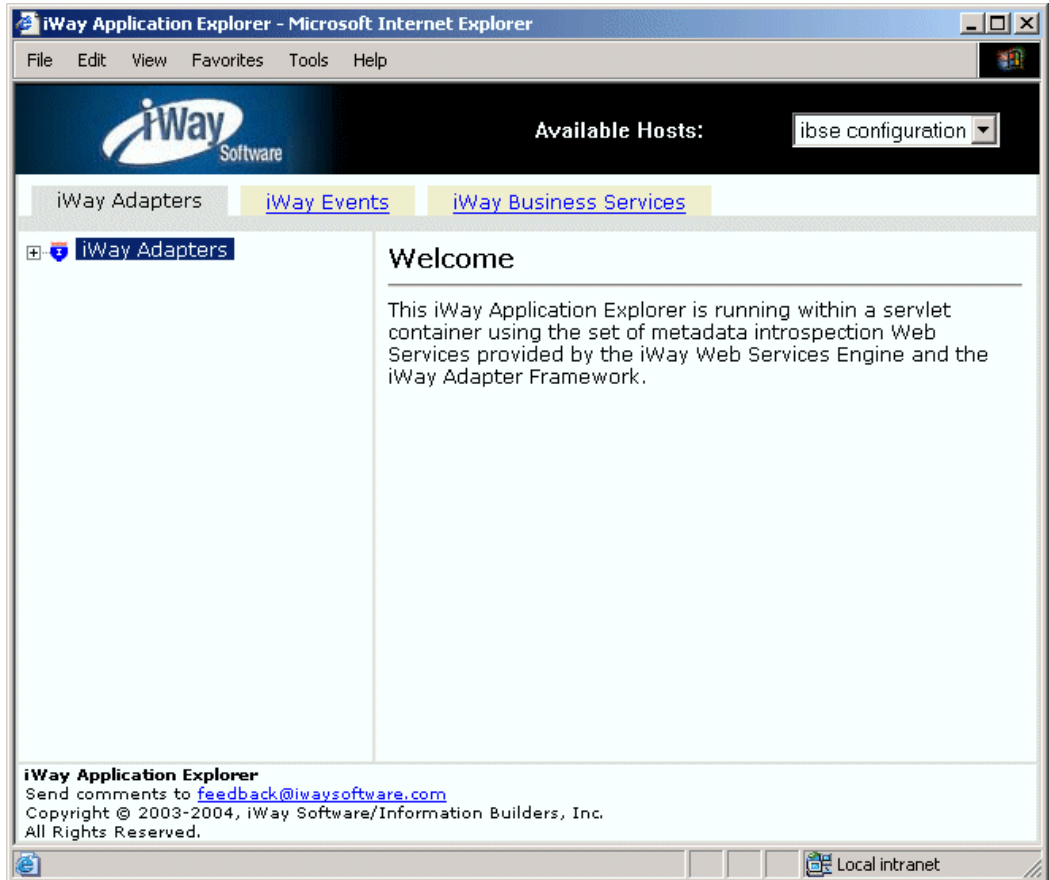 iWay Application Explorer - Microsoft Internet Explorer
File Edit View Favorites Tools Help
iWay
Software
Available Hosts:
ibse configuration
iWay Adapters iWay Events iWay Business Services
iWay Adapters
Welcome
This iWay Application Explorer is running within a servlet
container using the set of metadata introspection Web
Services provided by the iWay Web Services Engine and the
iWay Adapter Framework.
iWay Application Explorer
Send comments to feedback@iwaysoftware.com
Copyright © 2003-2004, iWay Software/Information Builders, Inc.
All Rights Reserved.
Local intranet